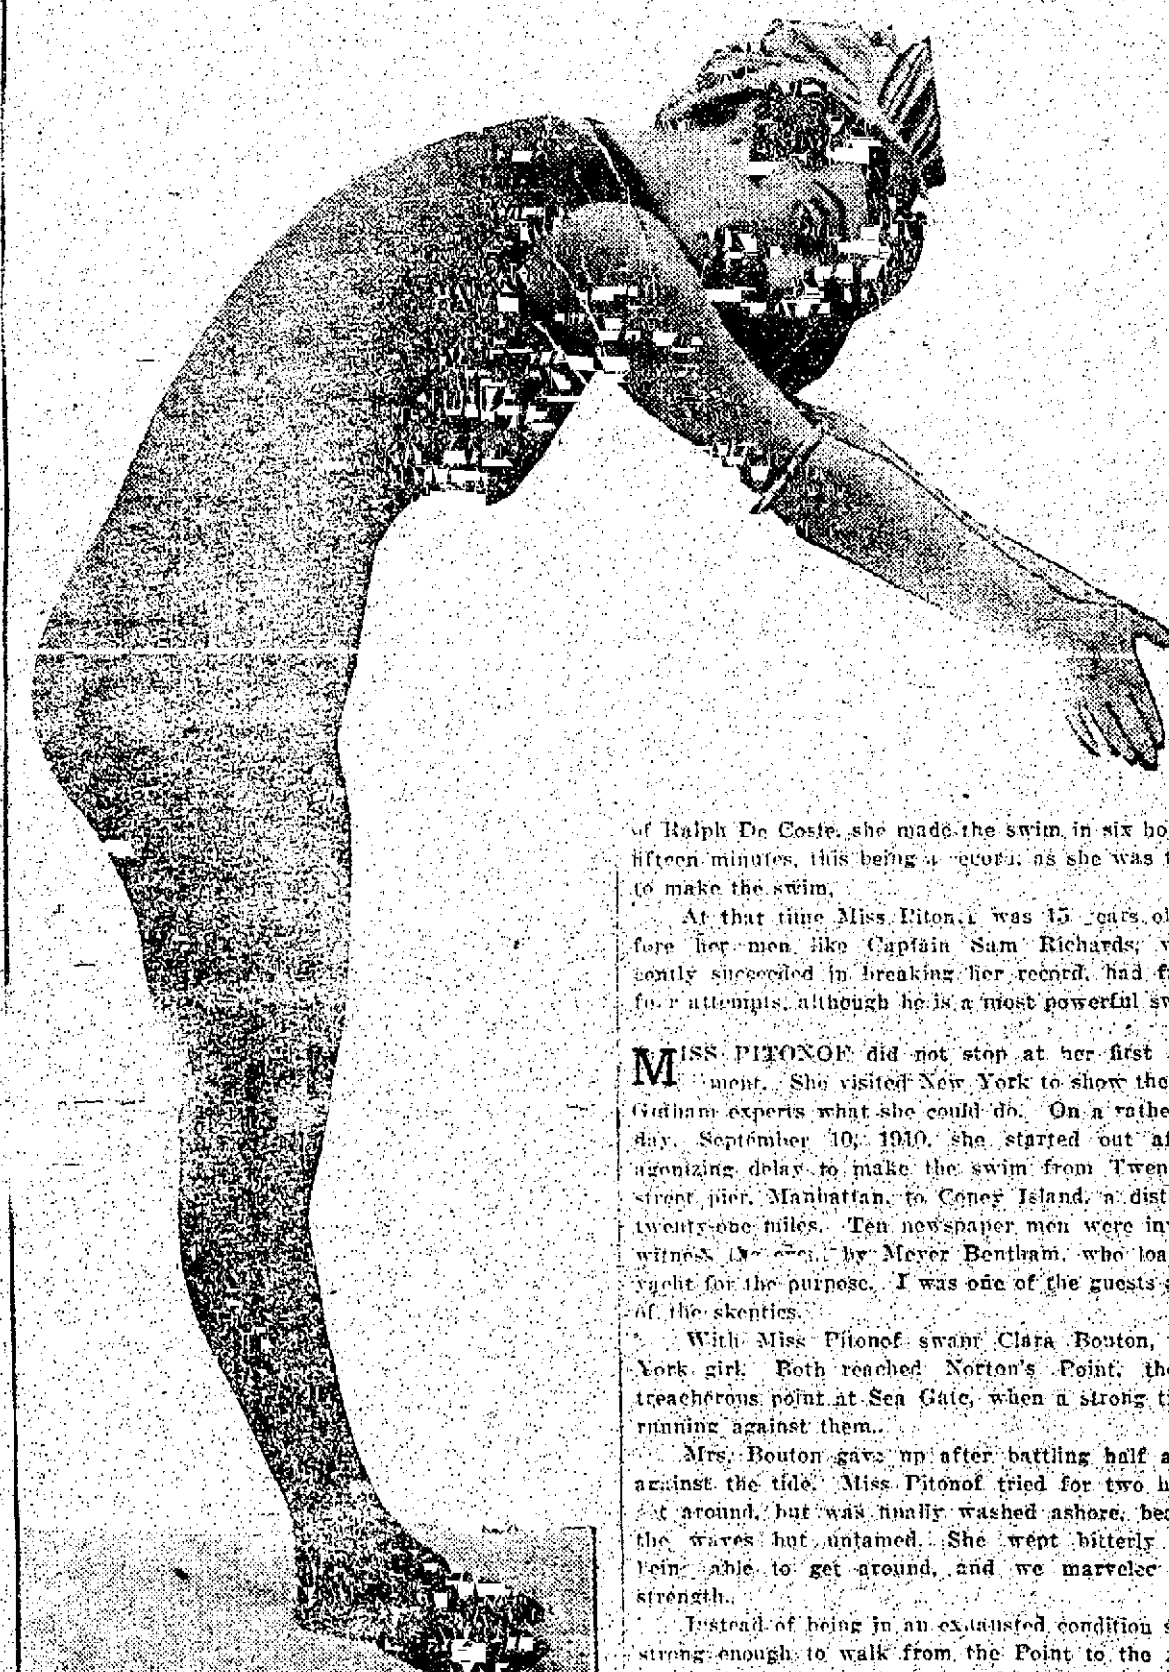 of Ralph De Coste, she made the swim in six ho
fifteen minutes, this being a record, as she was t
to make the swim.
At that time Miss Piton was 15 ears ol
fore her men like Captain Sam Richards, w
cently succeeded in breaking her record, had f
fo r attempts, although he is a most powerful sw
MISS PITONOF did not stop at her first
ment. She visited New York to show the
Gotham experts what she could do. On a rathe
day, September 10, 1910, she started out af
agonizing delay to make the swim from Twen
street pier, Manhattan, to Coney Island, a dist
twenty-one miles. Ten newspaper men were inv
witness by Meyer Bentham, who loa
yacht for the purpose. I was one of the guests
of the skeptics.
With Miss Pitonof swam Clara Bouton,
York girl. Both reached Norton's Point, the
treacherous point at Sea Gate, when a strong t
running against them.
Mrs. Bouton gave up after battling half a
against the tide. Miss Pitonof tried for two h
t around, but was finally washed ashore, bea
the waves but untamed. She wept bitterly
being able to get around, and we marveled
strength.
Instead of being in an exhausted condition s
strong enough to walk from the Point to the